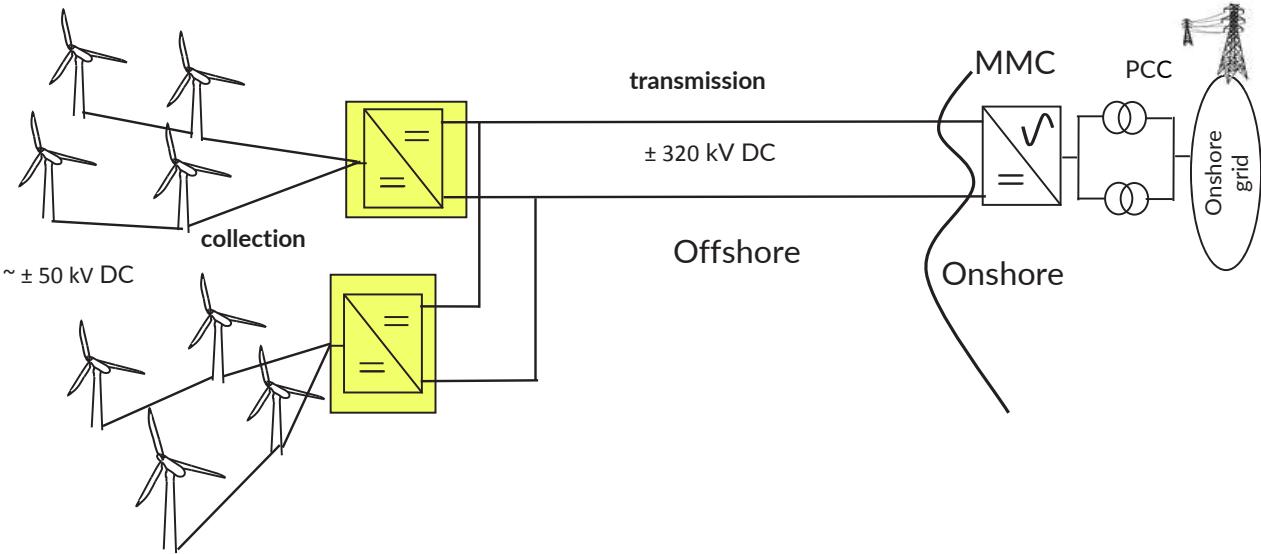 transmission
MMC
PCC
± 320 kV DC
Onshore
grid
collection
Offshore
~ ± 50 kV DC
Onshore